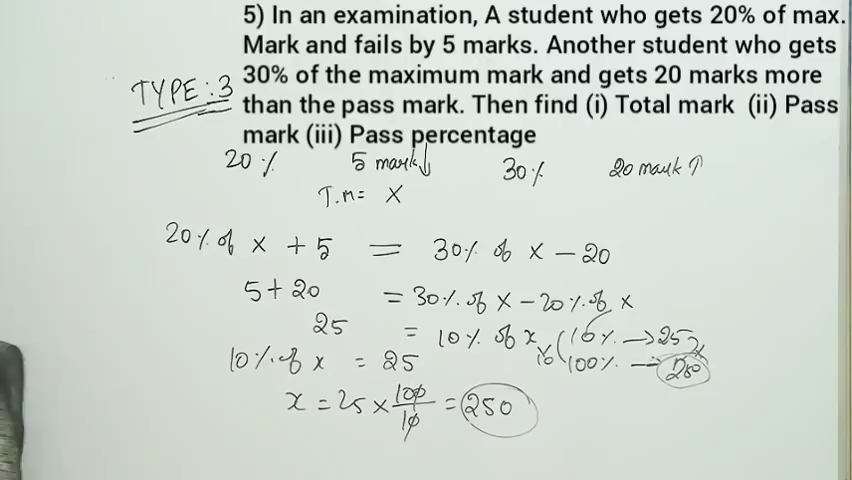 5) In an examination, A student who gets 20% of max.
Mark and fails by 5 marks. Another student who gets
30% of the maximum mark and gets 20 marks more
than the pass mark. Then find (i) Total mark (ii) Pass
mark (iii) Pass percentage
TYPE:3
20% 5 mark↓ 30% 20 mark↑
T.m= X
20% of x + 5 = 30% of x - 20
5 + 20 = 30% of x - 20% of x
25 = 10% of x (10% → 25
10% of x = 25 x10 (100% → 250
x = 25 × 100/10 = 250